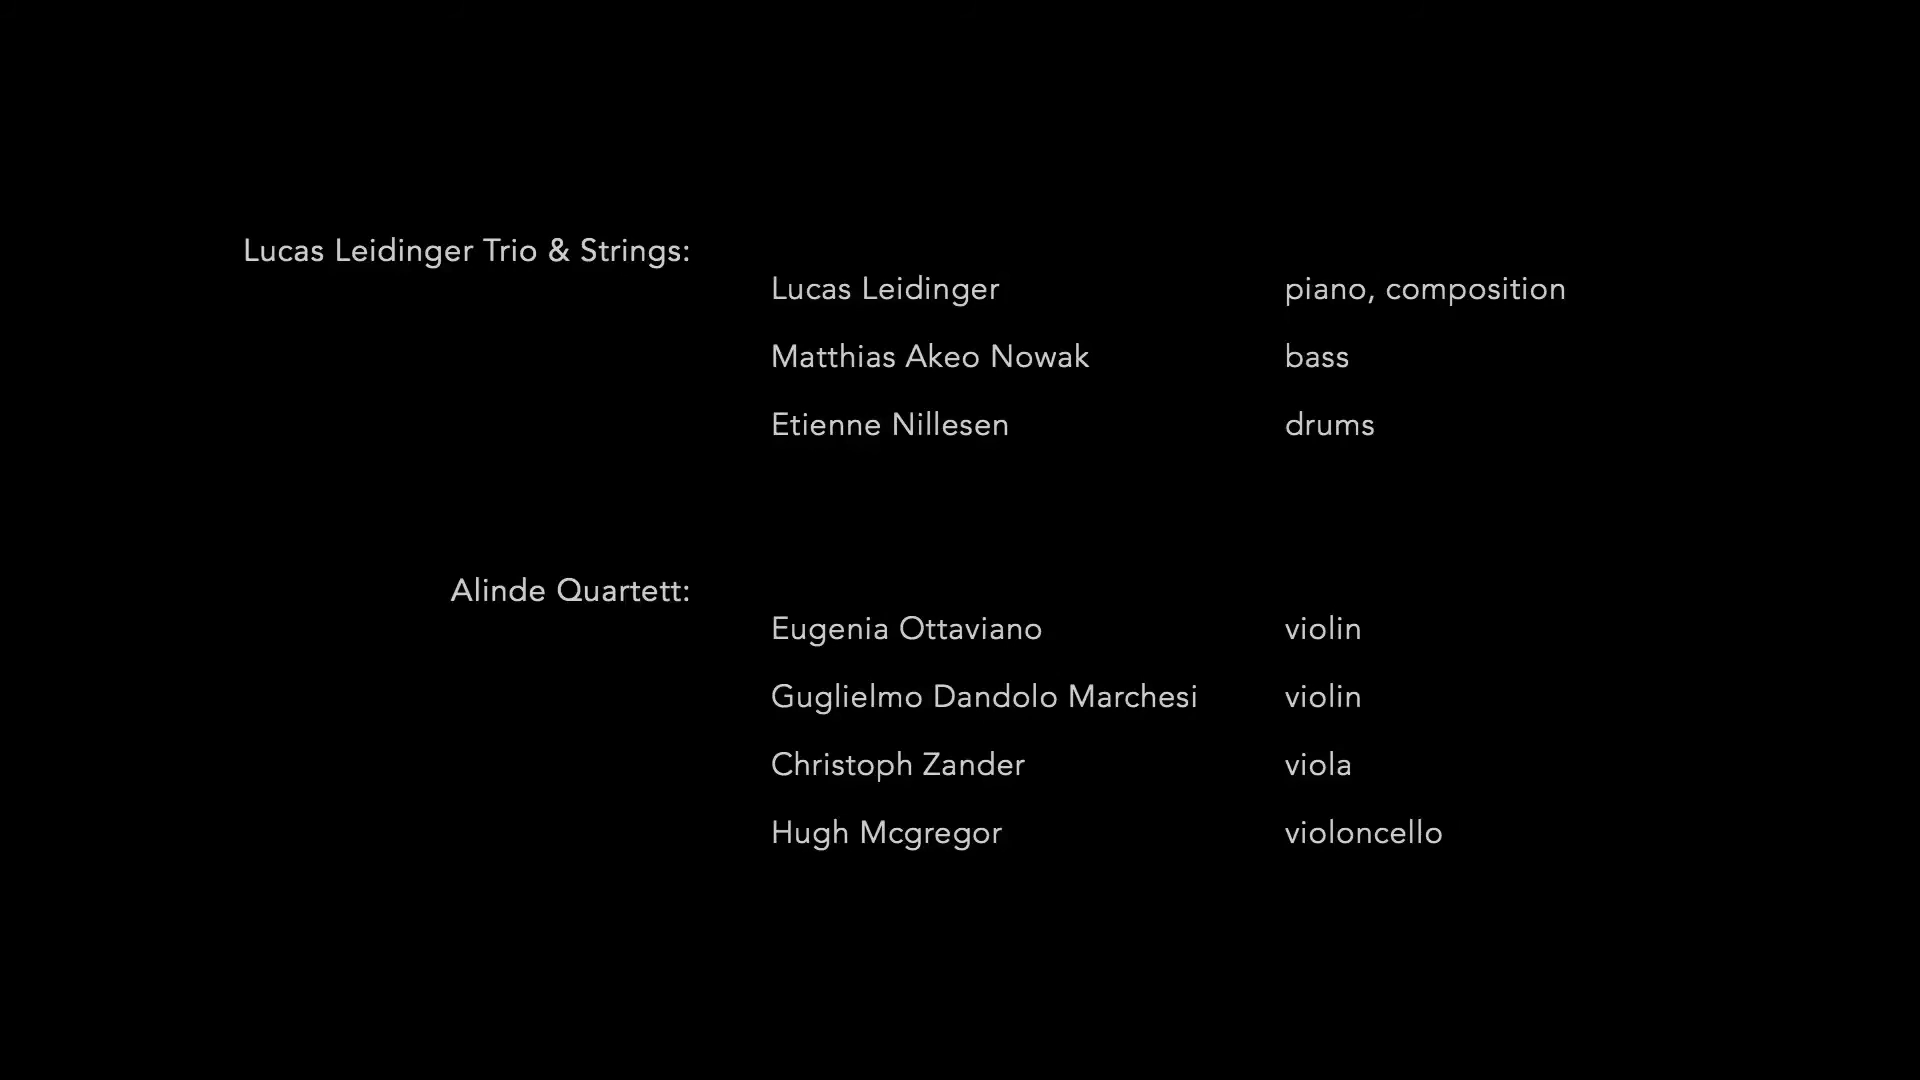 Lucas Leidinger Trio & Strings:
Lucas Leidinger piano, composition
Matthias Akeo Nowak bass
Etienne Nillesen drums
Alinde Quartett:
Eugenia Ottaviano violin
Guglielmo Dandolo Marchesi violin
Christoph Zander viola
Hugh Mcgregor violoncello